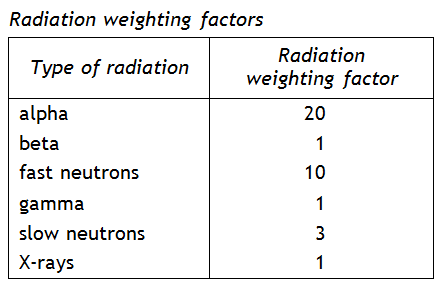 Radiation weighting factors
Type of radiation
Radiation
weighting factor
alpha 20
beta 1
fast neutrons 10
gamma 1
slow neutrons 3
X-rays 1